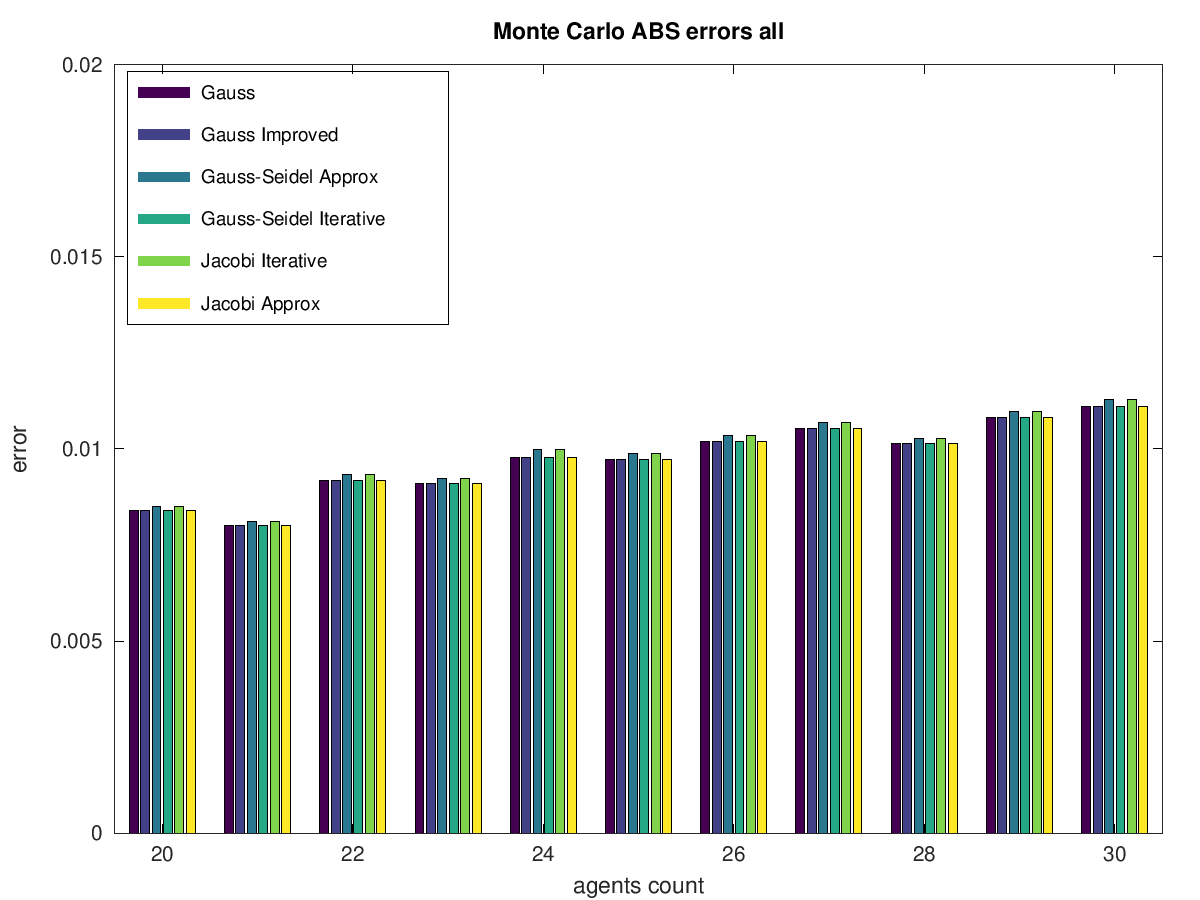 Monte Carlo ABS errors all
0.02
0.015
0.01
0.005
0
error
Gauss
Gauss Improved
Gauss-Seidel Approx
Gauss-Seidel Iterative
Jacobi Iterative
Jacobi Approx
20 22 24 26 28 30
agents count